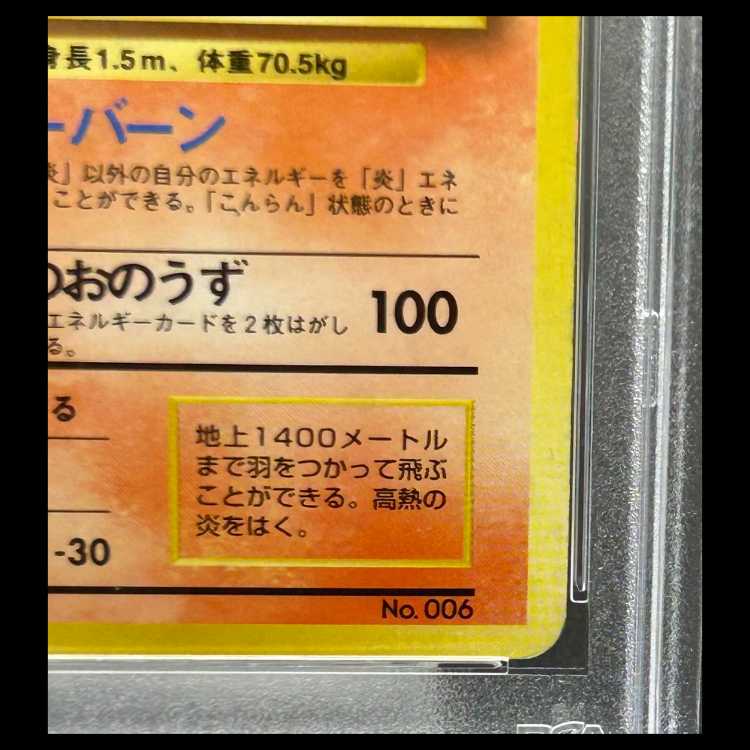 身長1.5m、体重70.5kg
ーバーン
炎」以外の自分のエネルギーを「炎」エネ
ことができる。「こんらん」状態のときに
のおのうず
100
エネルギーカードを2枚はがし
る。
る
地上1400メートル
まで羽をつかって飛ぶ
ことができる。高熱の
炎をはく。
-30
No. 006